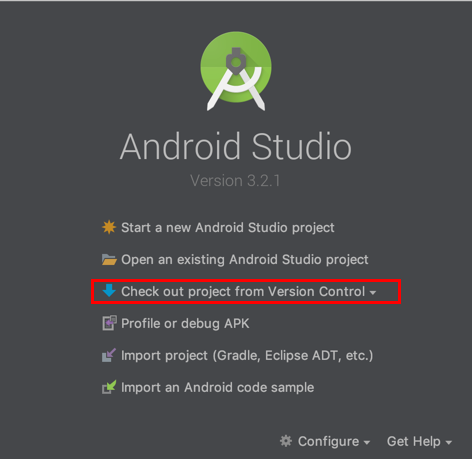 Android Studio
Version 3.2.1
Start a new Android Studio project
Open an existing Android Studio project
Check out project from Version Control
Profile or debug APK
Import project (Gradle, Eclipse ADT, etc.)
Import an Android code sample
Configure Get Help